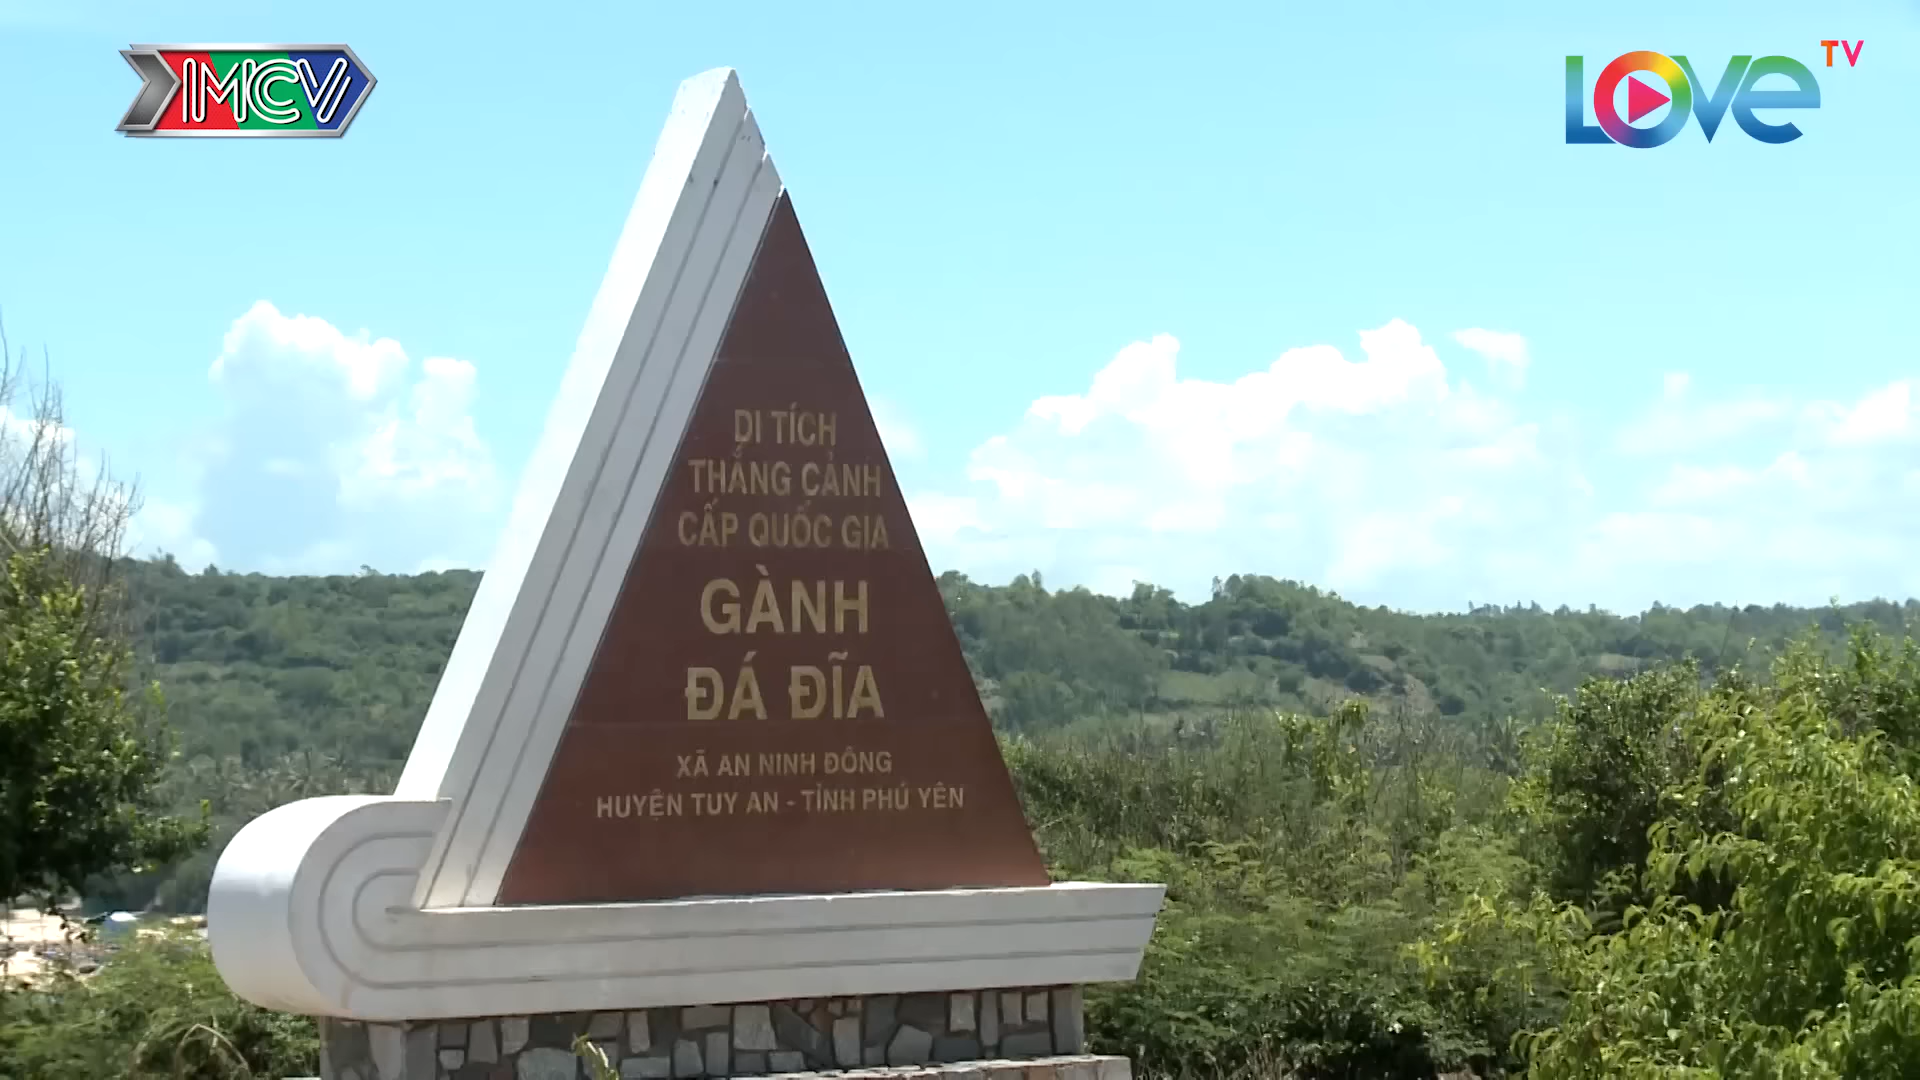 MCV
LOVE TV
DI TÍCH
THẮNG CẢNH
CẤP QUỐC GIA
GÀNH
ĐÁ ĐĨA
XÃ AN NINH ĐÔNG
HUYỆN TUY AN - TỈNH PHÚ YÊN